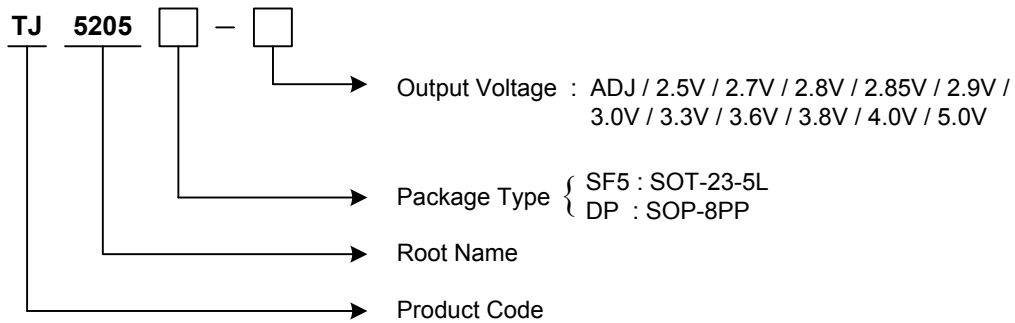 TJ 5205 –
Output Voltage : ADJ / 2.5V / 2.7V / 2.8V / 2.85V / 2.9V /
3.0V / 3.3V / 3.6V / 3.8V / 4.0V / 5.0V
Package Type { SF5 : SOT-23-5L
DP : SOP-8PP
Root Name
Product Code